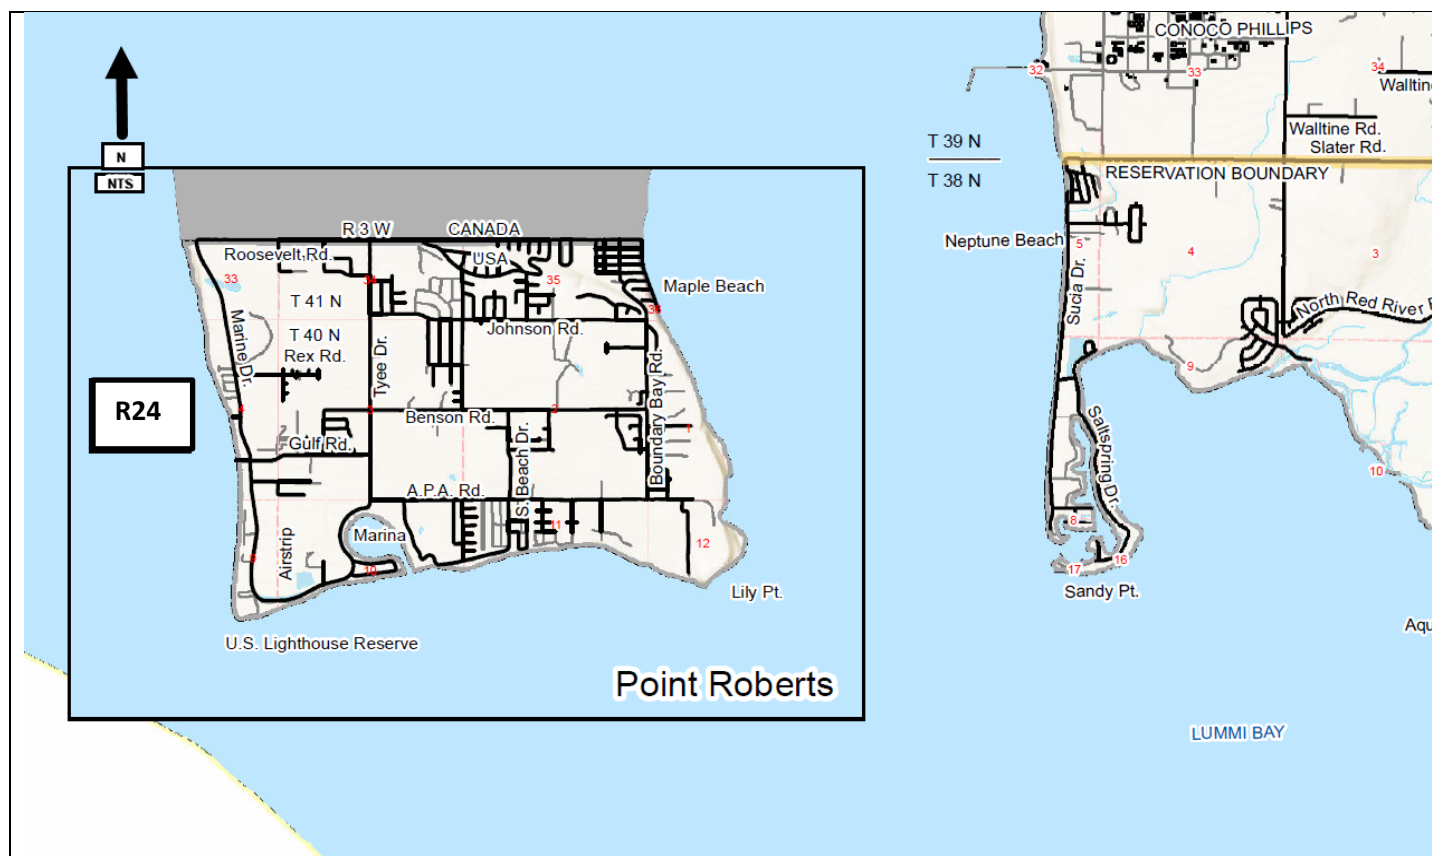 CONOCO PHILLIPS
32
33
34
Walltin
Walltine Rd.
Slater Rd.
T 39 N
T 38 N
RESERVATION BOUNDARY
N
NTS
R 3 W
CANADA
USA
Roosevelt Rd.
33
34
35
36
T 41 N
T 40 N
Rex Rd.
Marine Dr.
Tyee Dr.
Johnson Rd.
Maple Beach
Boundary Bay Rd.
R24
4
3
2
1
Benson Rd.
Gulf Rd.
A.P.A. Rd.
S. Beach Dr.
Marina
Airstrip
10
11
12
Lily Pt.
U.S. Lighthouse Reserve
Point Roberts
Neptune Beach
5
4
3
Sucia Dr.
North Red River R
9
10
Saltspring Dr.
8
17
16
Sandy Pt.
Aqu
LUMMI BAY